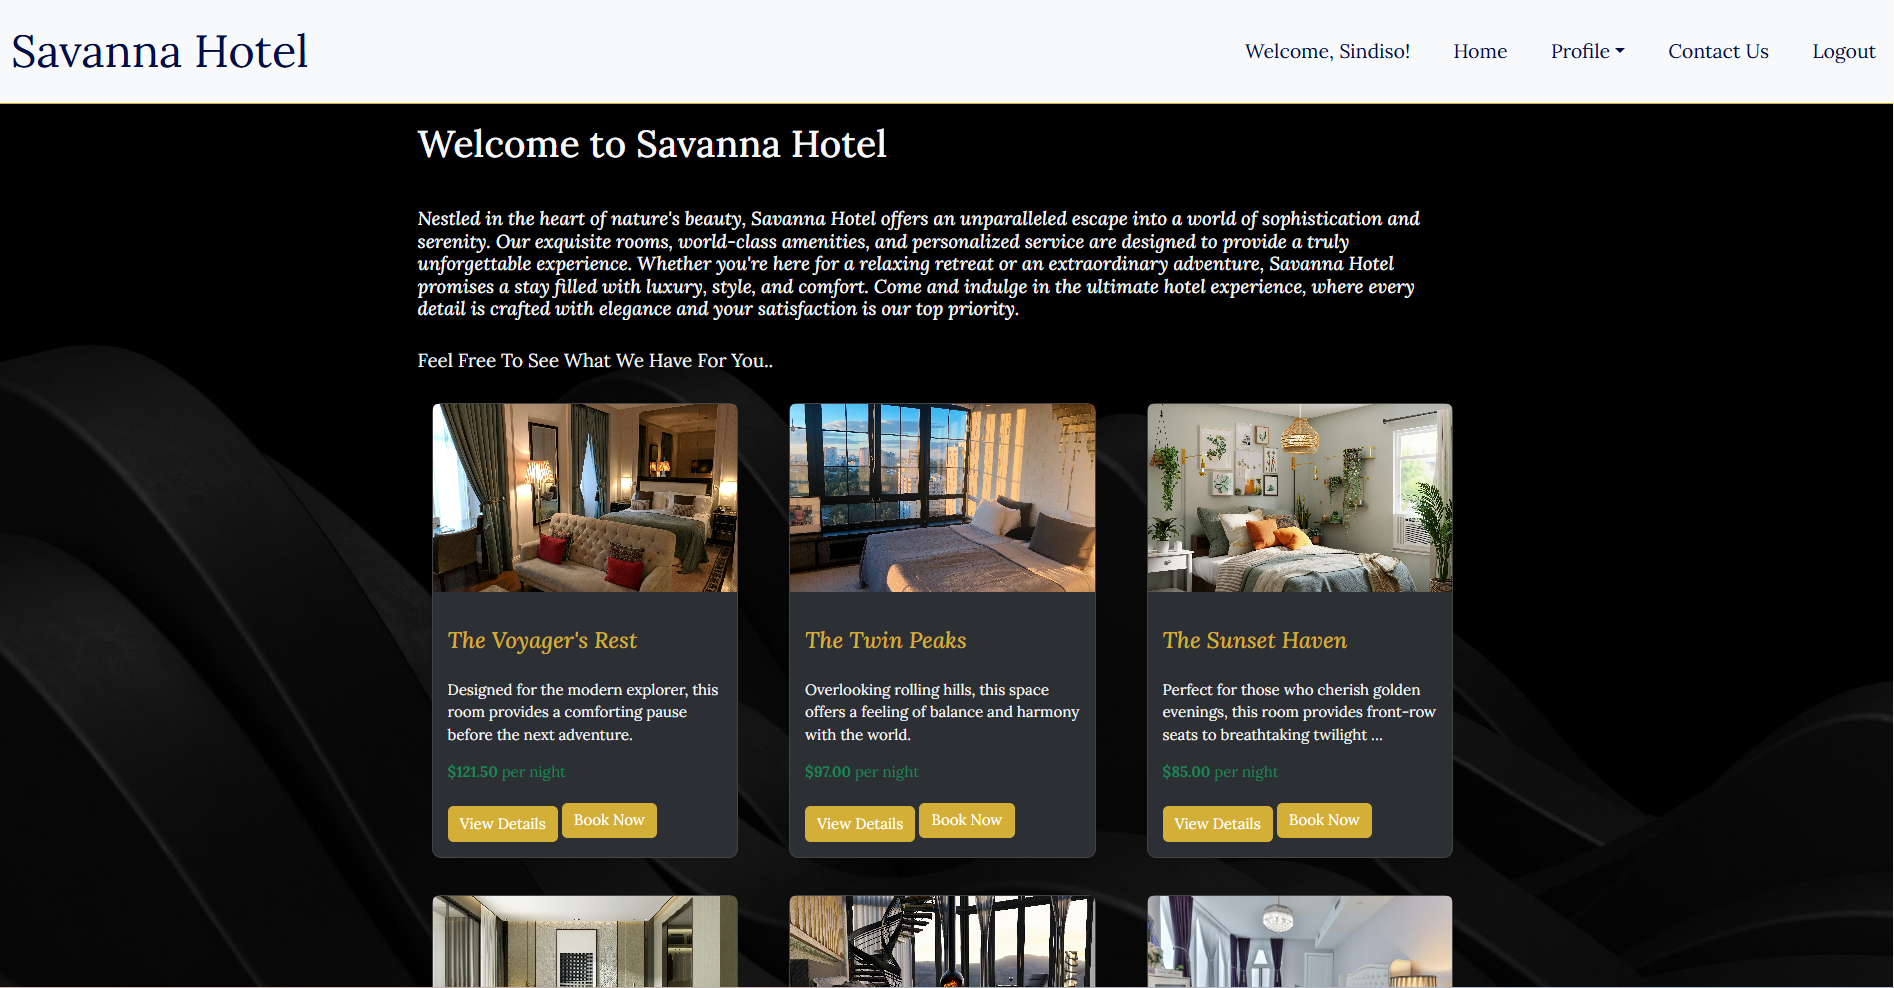 Savanna Hotel
Welcome, Sindiso!
Home
Profile
Contact Us
Logout
Welcome to Savanna Hotel
Nestled in the heart of nature's beauty, Savanna Hotel offers an unparalleled escape into a world of sophistication and
serenity. Our exquisite rooms, world-class amenities, and personalized service are designed to provide a truly
unforgettable experience. Whether you're here for a relaxing retreat or an extraordinary adventure, Savanna Hotel
promises a stay filled with luxury, style, and comfort. Come and indulge in the ultimate hotel experience, where every
detail is crafted with elegance and your satisfaction is our top priority.
Feel Free To See What We Have For You..
The Voyager's Rest
Designed for the modern explorer, this
room provides a comforting pause
before the next adventure.
$121.50 per night
View Details
Book Now
The Twin Peaks
Overlooking rolling hills, this space
offers a feeling of balance and harmony
with the world.
$97.00 per night
View Details
Book Now
The Sunset Haven
Perfect for those who cherish golden
evenings, this room provides front-row
seats to breathtaking twilight ...
$85.00 per night
View Details
Book Now